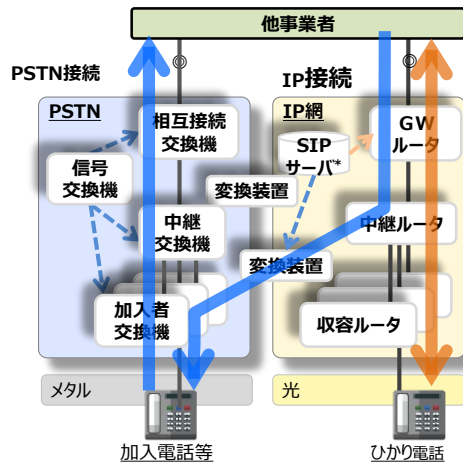 他事業者
PSTN接続
IP接続
PSTN
IP網
相互接続
交換機
GW
ルータ
SIP
サーバ*
信号
交換機
変換装置
中継
交換機
中継ルータ
変換装置
加入者
交換機
収容ルータ
メタル
光
加入電話等
ひかり電話